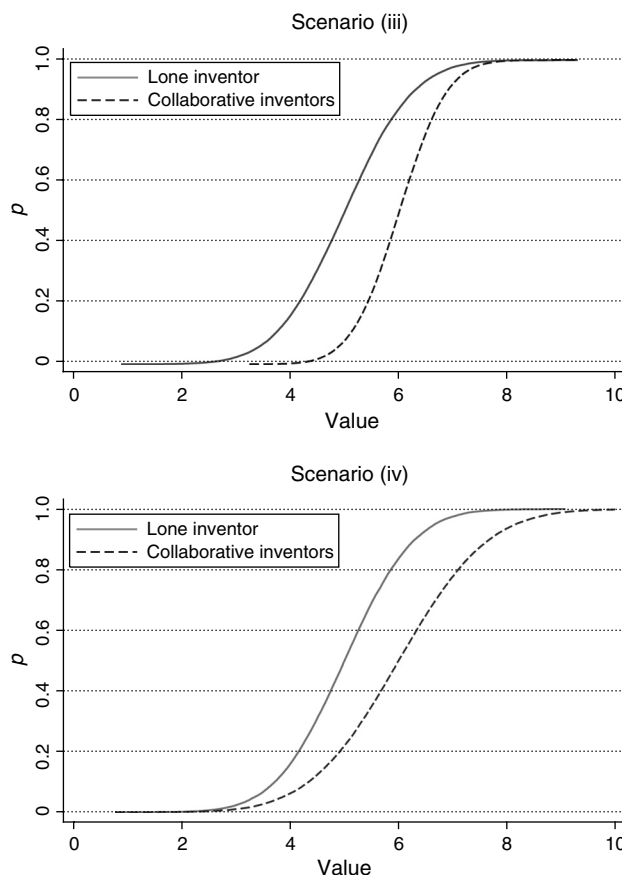 Scenario (iii)
Lone inventor
Collaborative inventors
p
1.0
0.8
0.6
0.4
0.2
0
0 2 4 6 8 10
Value
Scenario (iv)
Lone inventor
Collaborative inventors
p
1.0
0.8
0.6
0.4
0.2
0
0 2 4 6 8 10
Value